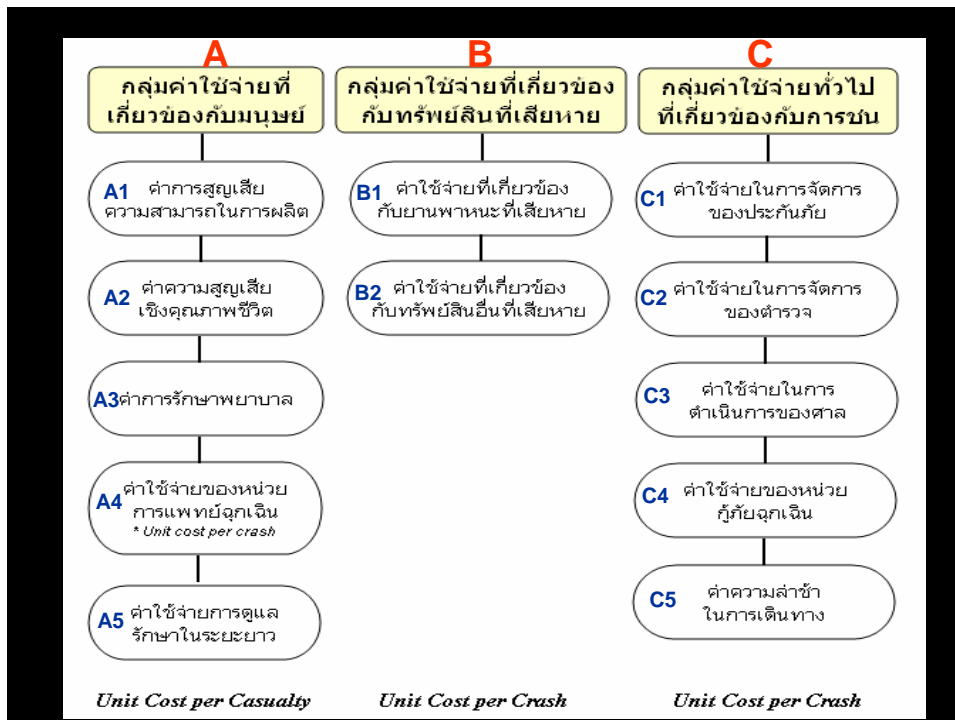 A
กลุ่มค่าใช้จ่ายที่
เกี่ยวข้องกับมนุษย์
A1 ค่าการสูญเสีย
ความสามารถในการผลิต
A2 ค่าความสูญเสีย
เชิงคุณภาพชีวิต
A3 ค่าการรักษาพยาบาล
A4 ค่าใช้จ่ายของหน่วย
การแพทย์ฉุกเฉิน
* Unit cost per crash
A5 ค่าใช้จ่ายการดูแล
รักษาในระยะยาว
Unit Cost per Casualty
B
กลุ่มค่าใช้จ่ายที่เกี่ยวข้อง
กับทรัพย์สินที่เสียหาย
B1 ค่าใช้จ่ายที่เกี่ยวข้อง
กับยานพาหนะที่เสียหาย
B2 ค่าใช้จ่ายที่เกี่ยวข้อง
กับทรัพย์สินอื่นที่เสียหาย
Unit Cost per Crash
C
กลุ่มค่าใช้จ่ายทั่วไป
ที่เกี่ยวข้องกับการชน
C1 ค่าใช้จ่ายในการจัดการ
ของประกันภัย
C2 ค่าใช้จ่ายในการจัดการ
ของตำรวจ
C3 ค่าใช้จ่ายในการ
ดำเนินการของศาล
C4 ค่าใช้จ่ายของหน่วย
กู้ภัยฉุกเฉิน
C5 ค่าความล่าช้า
ในการเดินทาง
Unit Cost per Crash